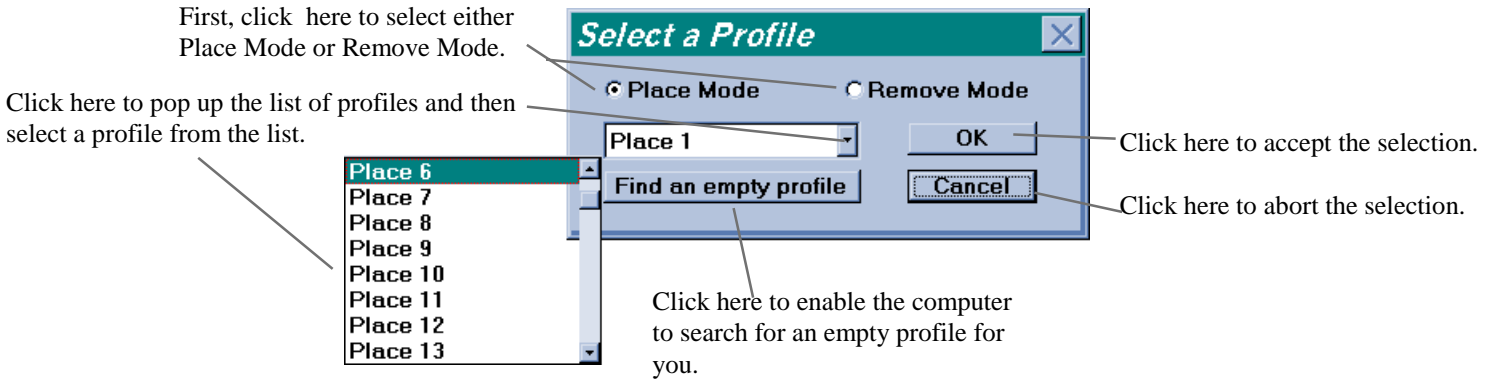 First, click  here to select either
Place Mode or Remove Mode.
Click here to pop up the list of profiles and then
select a profile from the list.
Select a Profile
Place Mode
Remove Mode
Place 1
OK
Find an empty profile
Cancel
Click here to accept the selection.
Click here to abort the selection.
Place 6
Place 7
Place 8
Place 9
Place 10
Place 11
Place 12
Place 13
Click here to enable the computer
to search for an empty profile for
you.